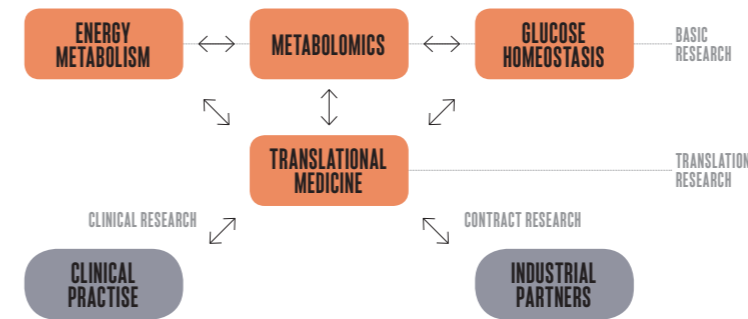 ENERGY
METABOLISM
METABOLOMICS
GLUCOSE
HOMEOSTASIS
BASIC
RESEARCH
TRANSLATIONAL
MEDICINE
TRANSLATION
RESEARCH
CLINICAL RESEARCH
CONTRACT RESEARCH
CLINICAL
PRACTISE
INDUSTRIAL
PARTNERS